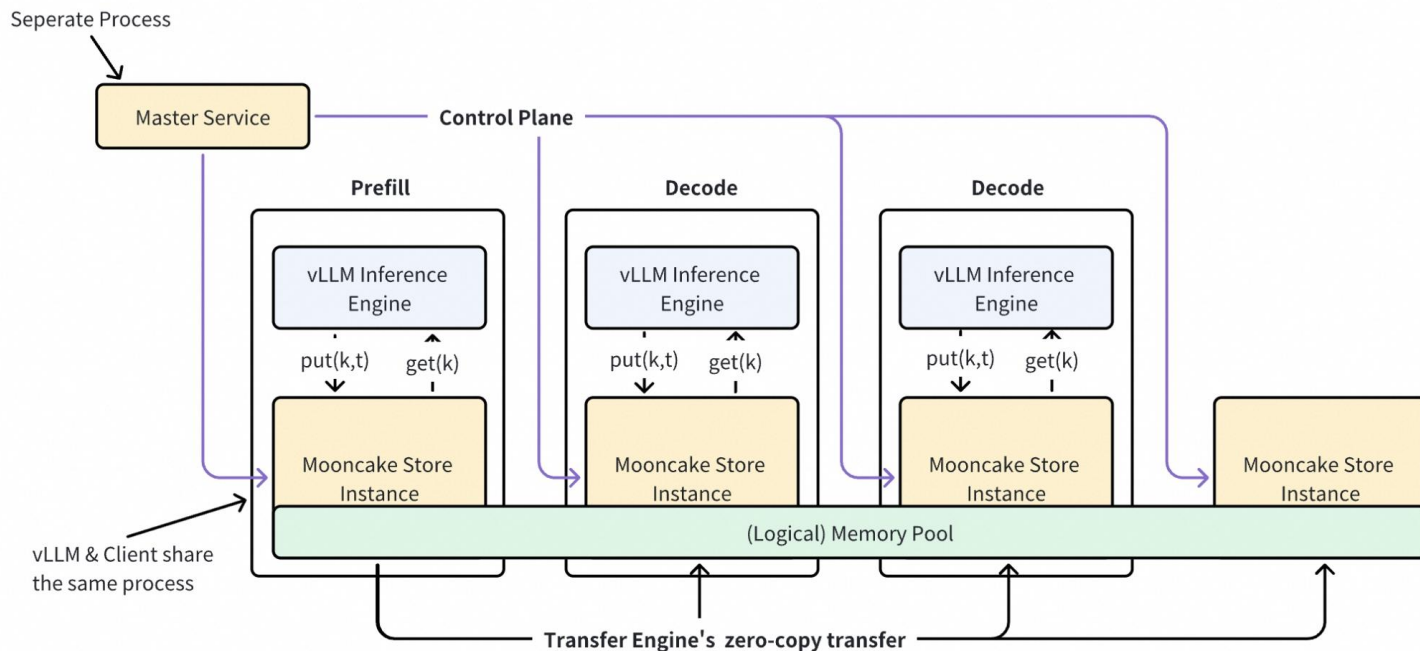 Seperate Process
Master Service
Control Plane
Prefill
Decode
Decode
vLLM Inference
Engine
vLLM Inference
Engine
vLLM Inference
Engine
put(k,t)
get(k)
put(k,t)
get(k)
put(k,t)
get(k)
Mooncake Store
Instance
Mooncake Store
Instance
Mooncake Store
Instance
Mooncake Store
Instance
(Logical) Memory Pool
vLLM & Client share
the same process
Transfer Engine's zero-copy transfer